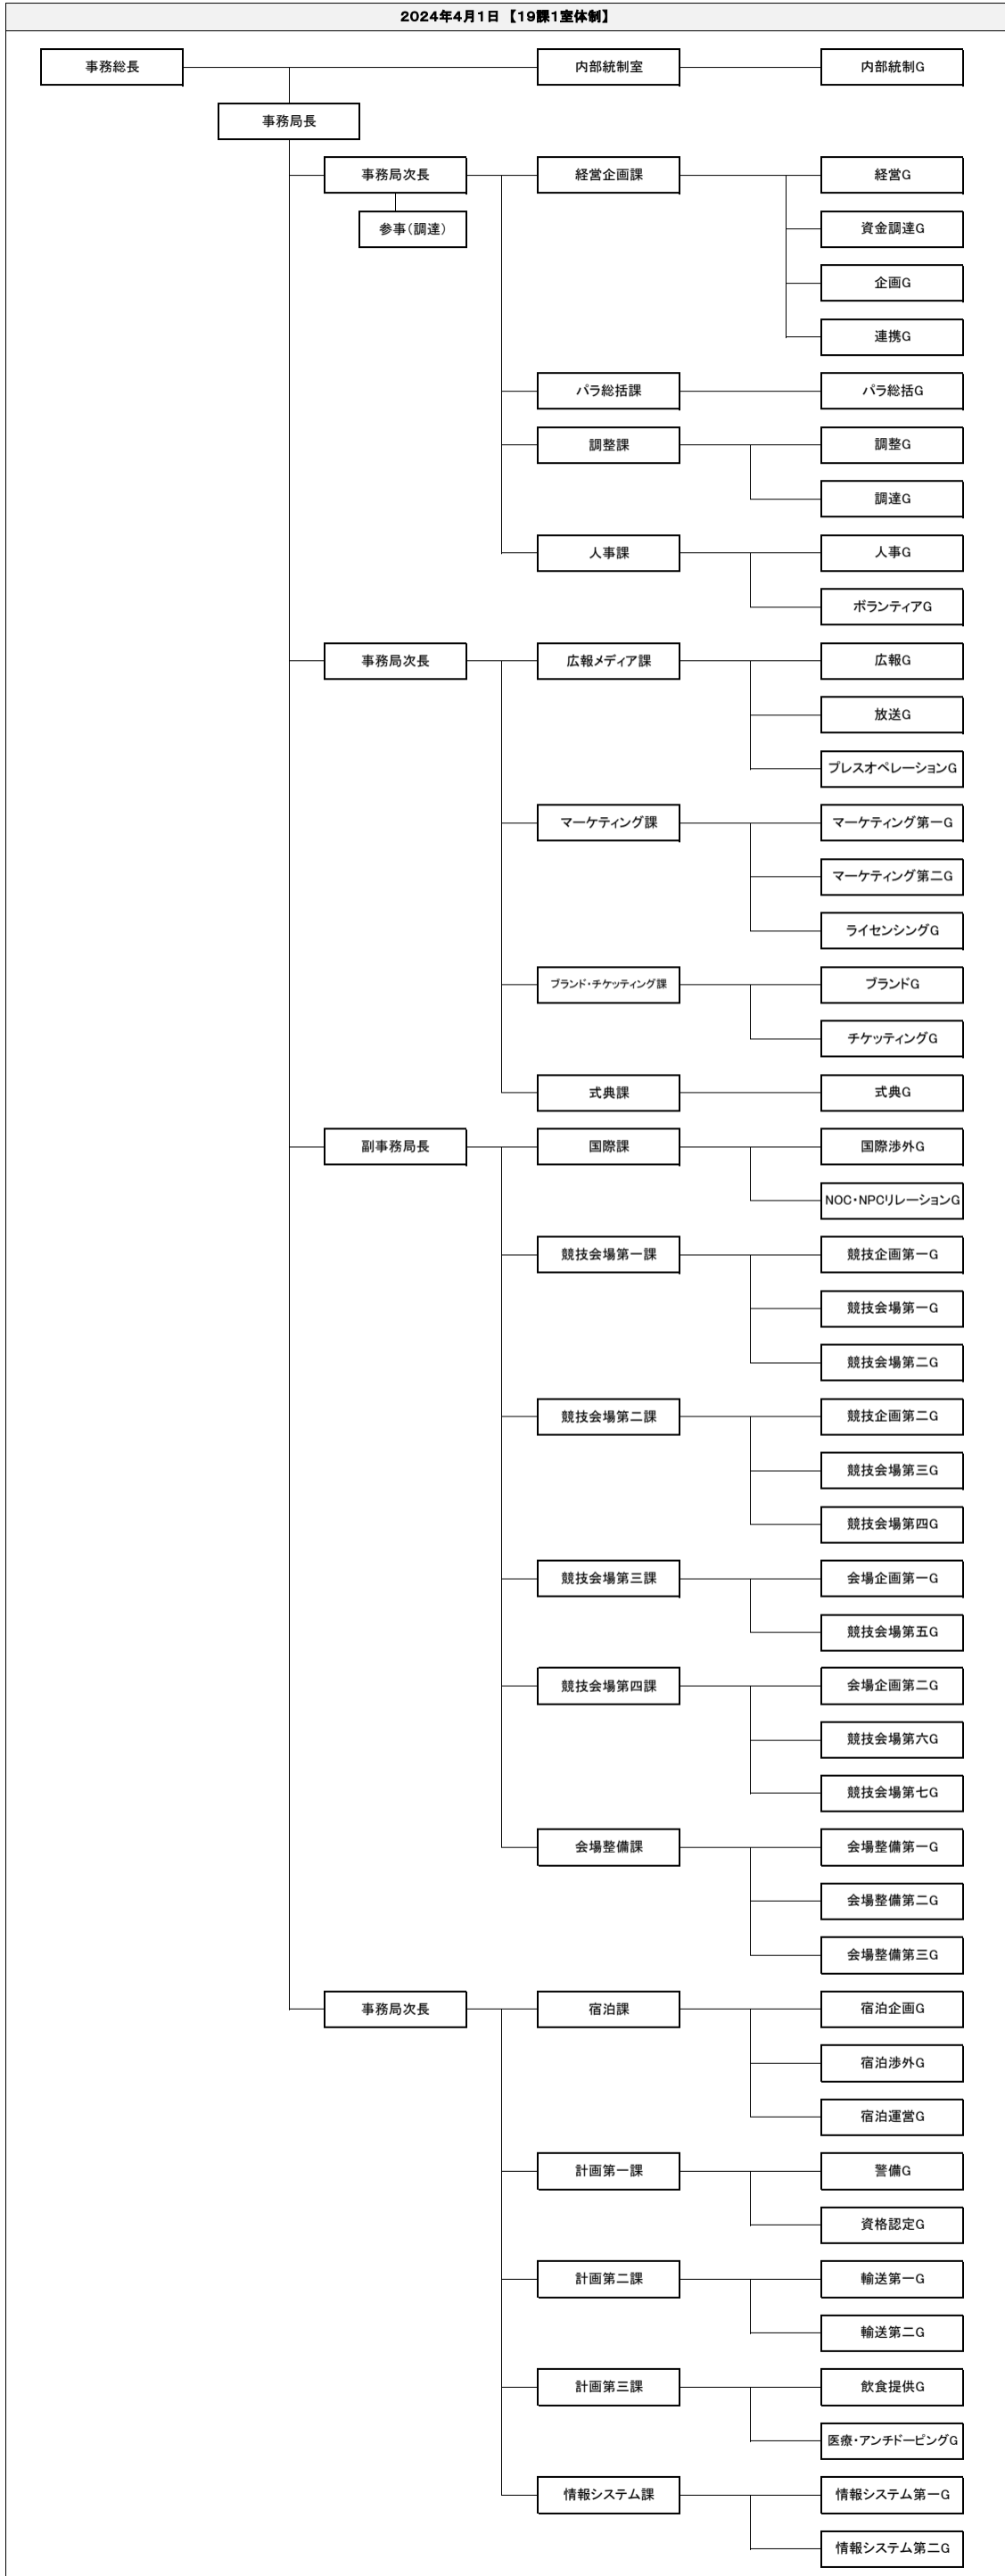 2024年4月1日 【19課1室体制】
事務総長
内部統制室
内部統制G
事務局長
事務局次長
経営企画課
経営G
参事(調達)
資金調達G
企画G
連携G
パラ総括課
パラ総括G
調整課
調整G
調達G
人事課
人事G
ボランティアG
事務局次長
広報メディア課
広報G
放送G
プレスオペレーションG
マーケティング課
マーケティング第一G
マーケティング第二G
ライセンシングG
ブランド・チケッティング課
ブランドG
チケッティングG
式典課
式典G
副事務局長
国際課
国際渉外G
NOC・NPCリレーションG
競技会場第一課
競技企画第一G
競技会場第一G
競技会場第二G
競技会場第二課
競技企画第二G
競技会場第三G
競技会場第四G
競技会場第三課
会場企画第一G
競技会場第五G
競技会場第四課
会場企画第二G
競技会場第六G
競技会場第七G
会場整備課
会場整備第一G
会場整備第二G
会場整備第三G
事務局次長
宿泊課
宿泊企画G
宿泊渉外G
宿泊運営G
計画第一課
警備G
資格認定G
計画第二課
輸送第一G
輸送第二G
計画第三課
飲食提供G
医療・アンチドーピングG
情報システム課
情報システム第一G
情報システム第二G